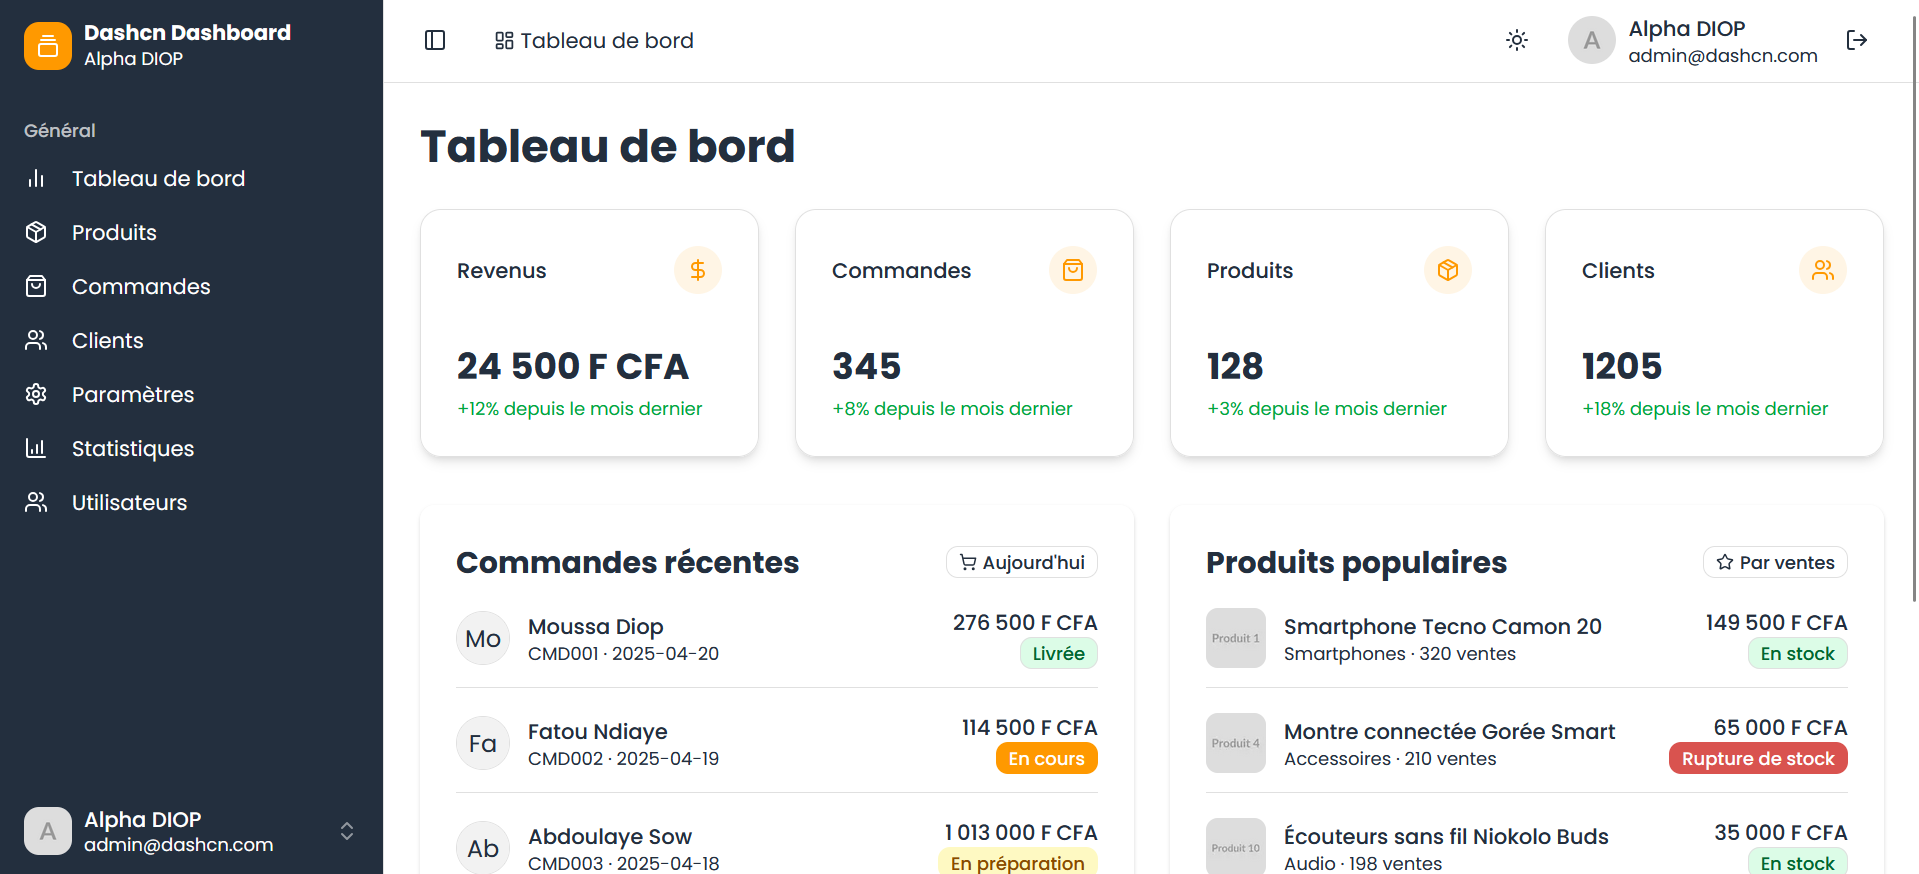 Dashcn Dashboard
Alpha DIOP
Général
Tableau de bord
Produits
Commandes
Clients
Paramètres
Statistiques
Utilisateurs
A
Alpha DIOP
admin@dashcn.com
Tableau de bord
A
Alpha DIOP
admin@dashcn.com
Tableau de bord
Revenus
24 500 F CFA
+12% depuis le mois dernier
Commandes
345
+8% depuis le mois dernier
Produits
128
+3% depuis le mois dernier
Clients
1205
+18% depuis le mois dernier
Commandes récentes
Aujourd'hui
Mo
Moussa Diop
276 500 F CFA
CMD001 · 2025-04-20
Livrée
Fa
Fatou Ndiaye
114 500 F CFA
CMD002 · 2025-04-19
En cours
Ab
Abdoulaye Sow
1 013 000 F CFA
CMD003 · 2025-04-18
En préparation
Produits populaires
Par ventes
Produit 1
Smartphone Tecno Camon 20
149 500 F CFA
Smartphones · 320 ventes
En stock
Produit 4
Montre connectée Gorée Smart
65 000 F CFA
Accessoires · 210 ventes
Rupture de stock
Produit 10
Écouteurs sans fil Niokolo Buds
35 000 F CFA
Audio · 198 ventes
En stock